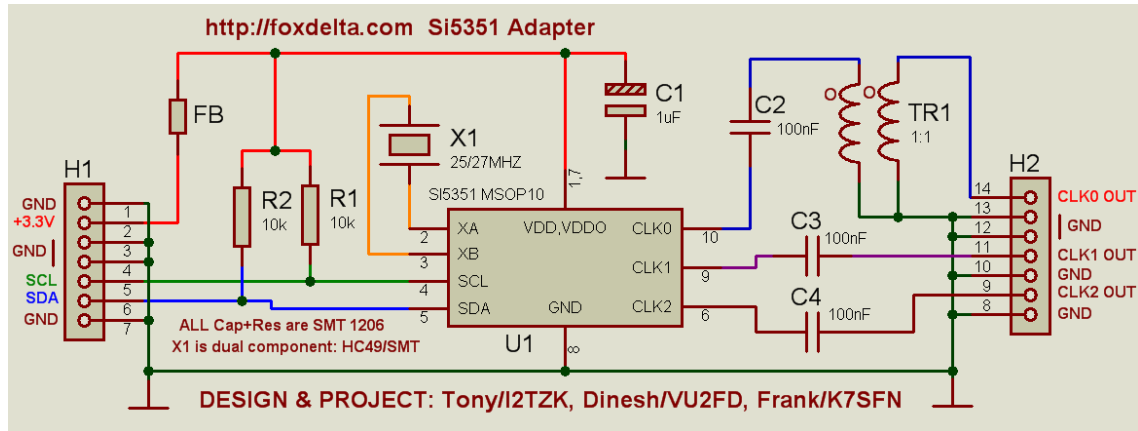 http://foxdelta.com Si5351 Adapter
FB
C1
1uF
C2
100nF
TR1
1:1
X1
25/27MHZ
H1
H2
R2
10k
R1
10k
SI5351 MSOP10
1,7
GND
+3.3V
GND
SCL
SDA
GND
1
2
3
4
5
6
7
2
3
4
5
XA
XB
SCL
SDA
VDD,VDDO
GND
CLK0
CLK1
CLK2
10
9
6
8
U1
C3
100nF
C4
100nF
14
13
12
11
10
9
8
CLK0 OUT
GND
CLK1 OUT
GND
CLK2 OUT
GND
ALL Cap+Res are SMT 1206
X1 is dual component: HC49/SMT
DESIGN & PROJECT: Tony/I2TZK, Dinesh/VU2FD, Frank/K7SFN